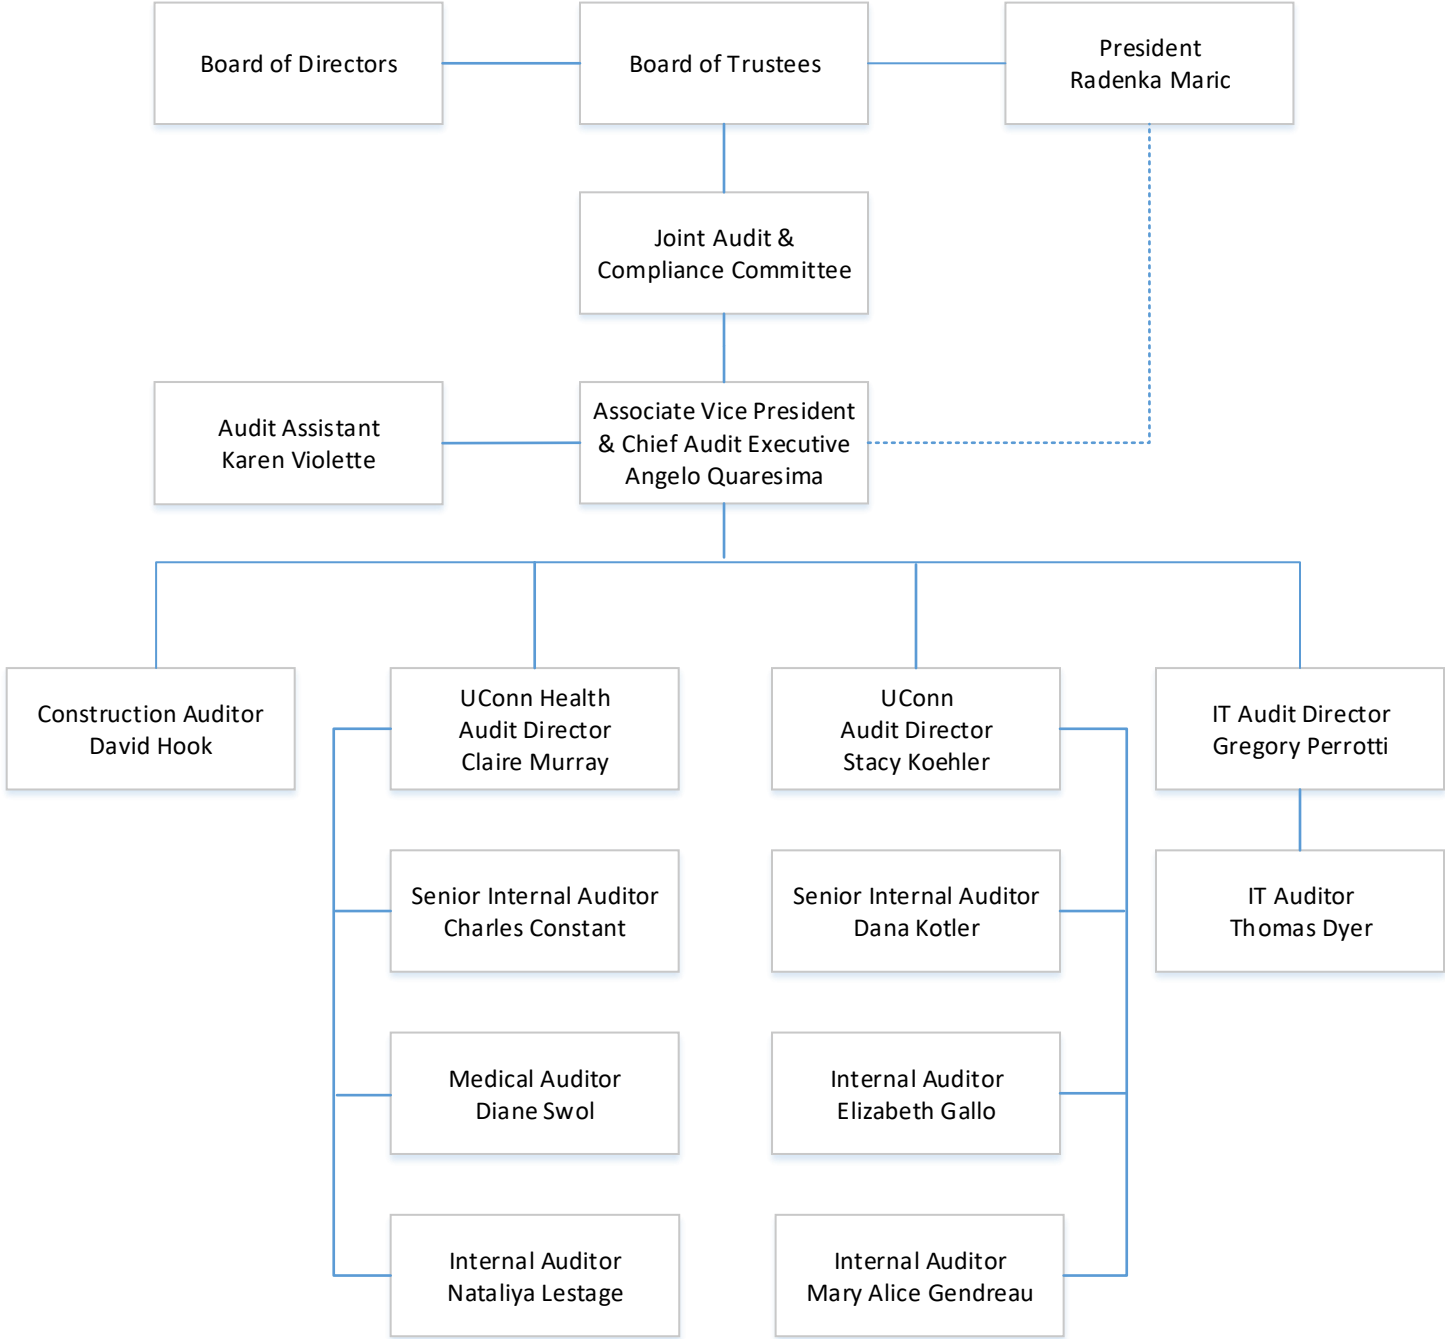 Board of Directors
Board of Trustees
President
Radenka Maric
Joint Audit &
Compliance Committee
Audit Assistant
Karen Violette
Associate Vice President
& Chief Audit Executive
Angelo Quaresima
Construction Auditor
David Hook
UConn Health
Audit Director
Claire Murray
UConn
Audit Director
Stacy Koehler
IT Audit Director
Gregory Perrotti
Senior Internal Auditor
Charles Constant
Senior Internal Auditor
Dana Kotler
IT Auditor
Thomas Dyer
Medical Auditor
Diane Swol
Internal Auditor
Elizabeth Gallo
Internal Auditor
Nataliya Lestage
Internal Auditor
Mary Alice Gendreau